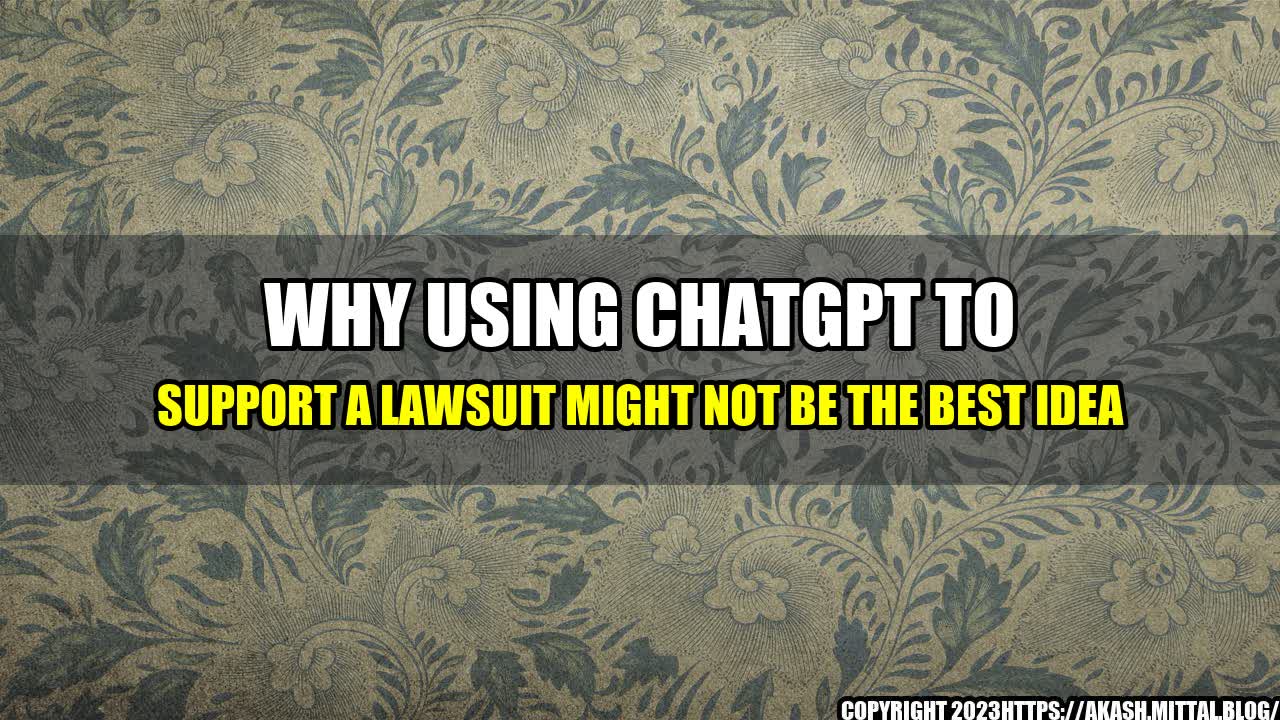 WHY USING CHATGPT TO
SUPPORT A LAWSUIT MIGHT NOT BE THE BEST IDEA
COPYRIGHT 2023HTTPS://AKASH.MITTAL.BLOG/